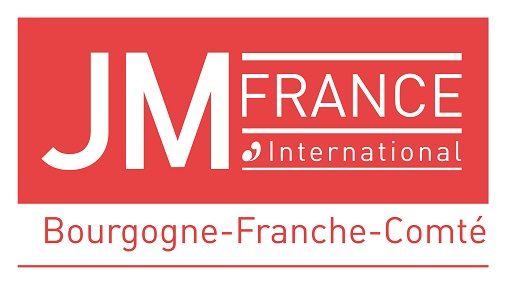 JM FRANCE
International
Bourgogne-Franche-Comté